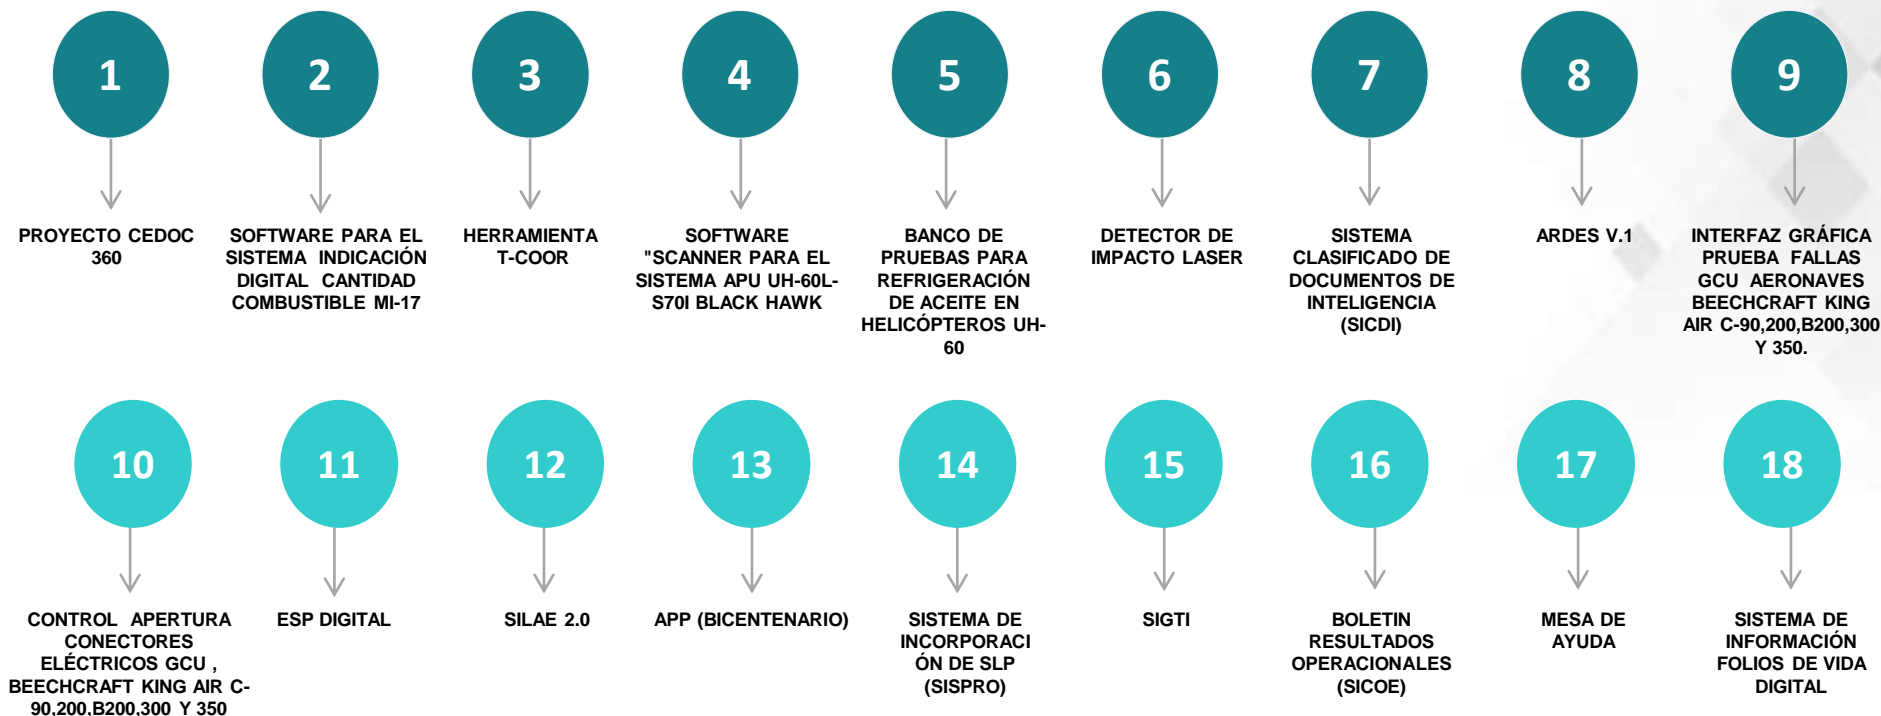 1
PROYECTO CEDOC
360
2
SOFTWARE PARA EL
SISTEMA INDICACIÓN
DIGITAL CANTIDAD
COMBUSTIBLE MI-17
3
HERRAMIENTA
T-COOR
4
SOFTWARE
"SCANNER PARA EL
SISTEMA APU UH-60L-
S70I BLACK HAWK
5
BANCO DE
PRUEBAS PARA
REFRIGERACIÓN
DE ACEITE EN
HELICÓPTEROS UH-
60
6
DETECTOR DE
IMPACTO LASER
7
SISTEMA
CLASIFICADO DE
DOCUMENTOS DE
INTELIGENCIA
(SICDI)
8
ARDES V.1
9
INTERFAZ GRÁFICA
PRUEBA FALLAS
GCU AERONAVES
BEECHCRAFT KING
AIR C-90,200,B200,300
Y 350.
10
CONTROL APERTURA
CONECTORES
ELÉCTRICOS GCU ,
BEECHCRAFT KING AIR C-
90,200,B200,300 Y 350
11
ESP DIGITAL
12
SILAE 2.0
13
APP (BICENTENARIO)
14
SISTEMA DE
INCORPORACI
ÓN DE SLP
(SISPRO)
15
SIGTI
16
BOLETIN
RESULTADOS
OPERACIONALES
(SICOE)
17
MESA DE
AYUDA
18
SISTEMA DE
INFORMACIÓN
FOLIOS DE VIDA
DIGITAL